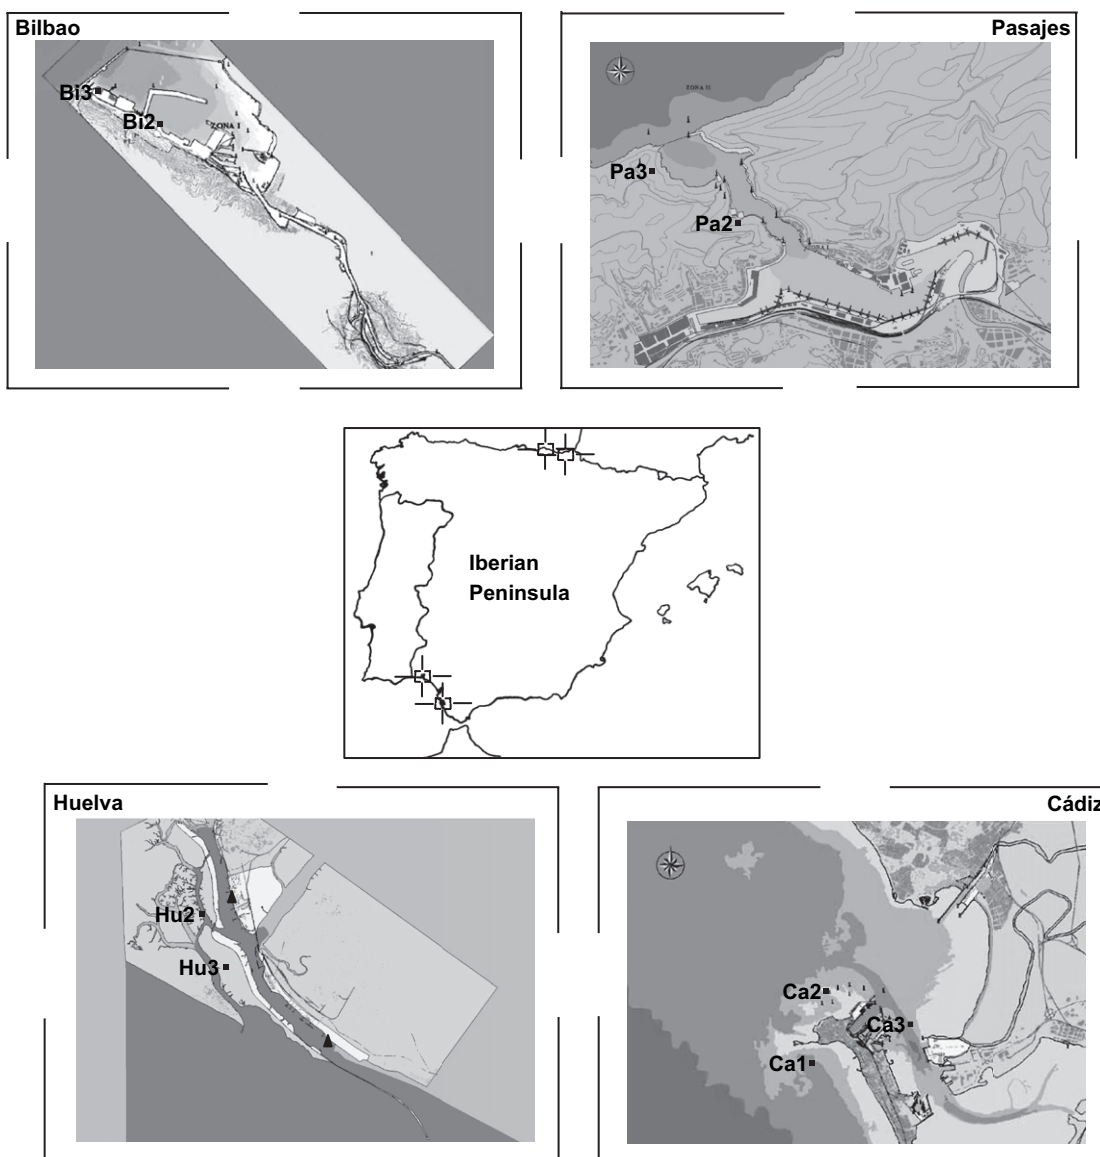 Bilbao
Pasajes
Bi3
Bi2
ZONA I
ZONA II
Pa3
Pa2
Iberian
Peninsula
Huelva
Cádiz
Hu2
Hu3
Ca2
Ca3
Ca1